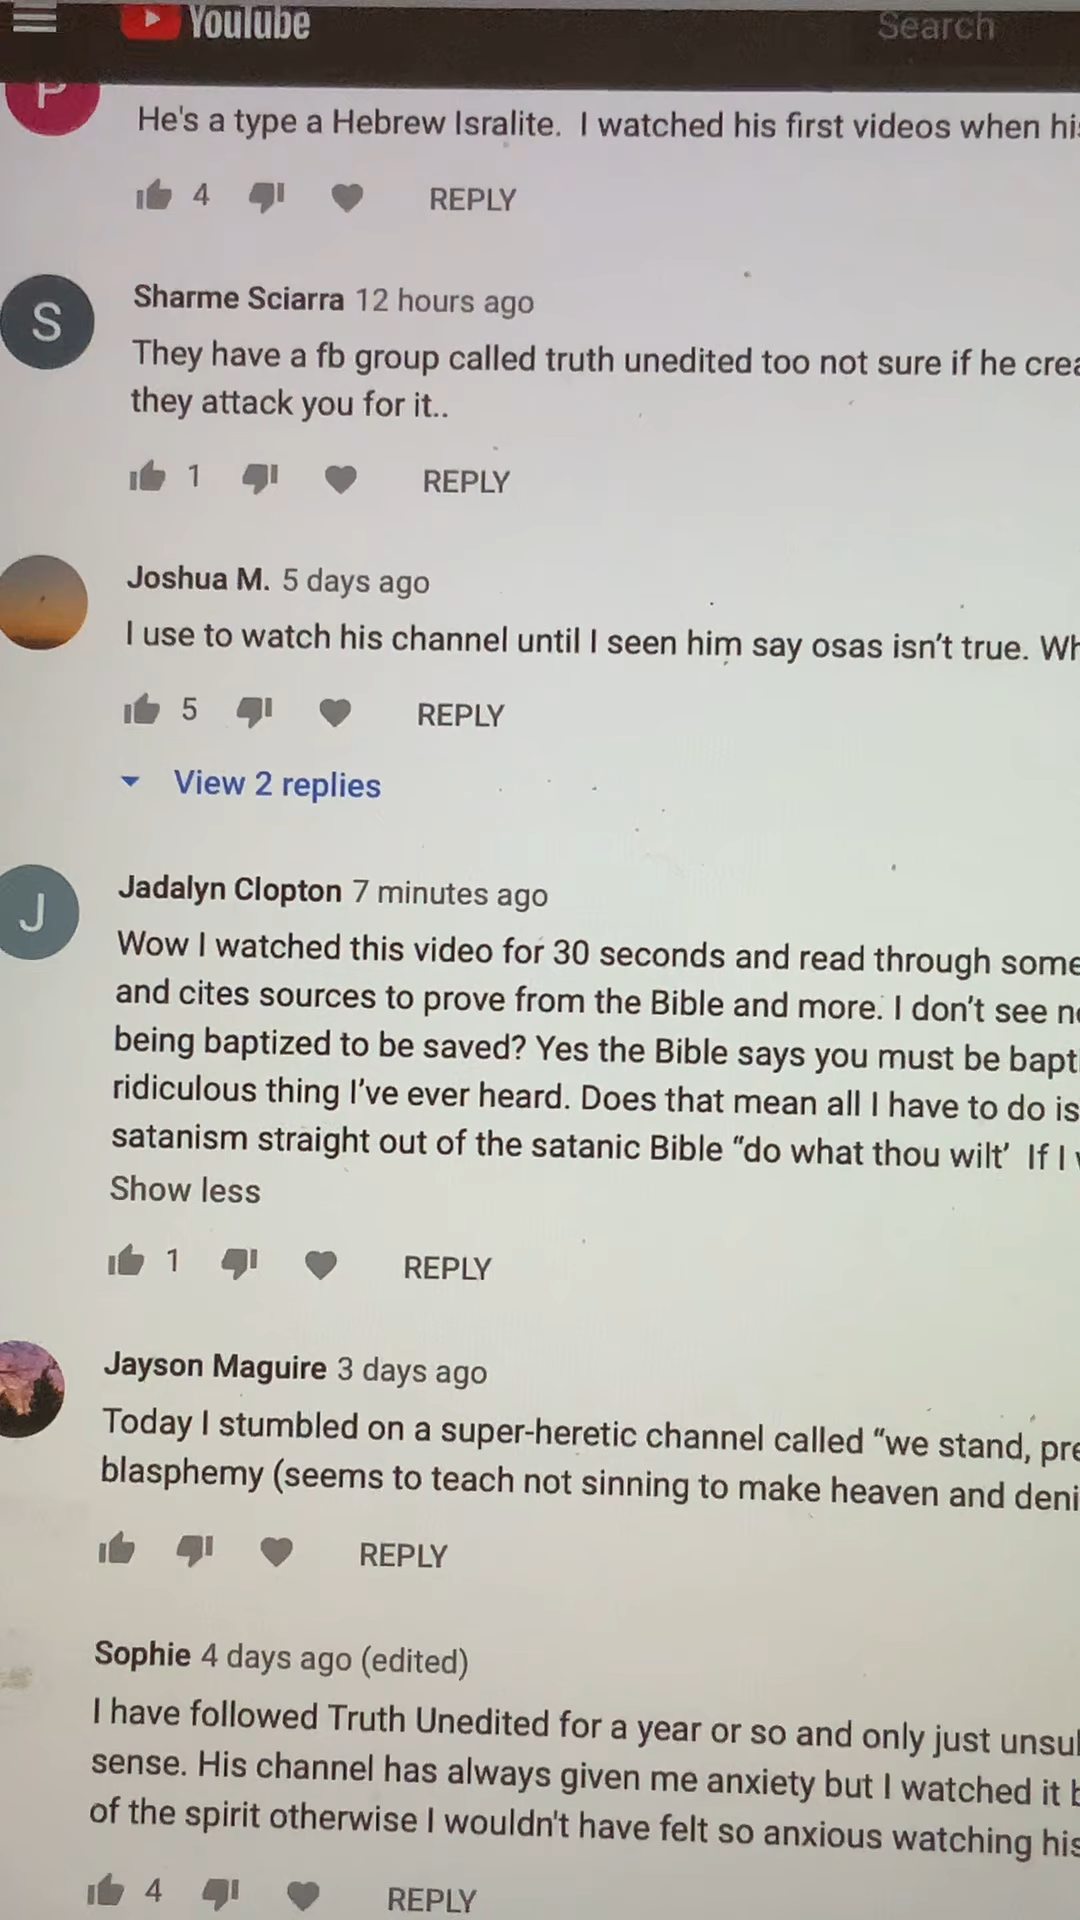 YouTube
Search
P
He's a type a Hebrew Isralite. I watched his first videos when his
4 REPLY
S
Sharme Sciarra 12 hours ago
They have a fb group called truth unedited too not sure if he crea
they attack you for it..
1 REPLY
Joshua M. 5 days ago
I use to watch his channel until I seen him say osas isn't true. Wh
5 REPLY
View 2 replies
J
Jadalyn Clopton 7 minutes ago
Wow I watched this video for 30 seconds and read through some
and cites sources to prove from the Bible and more. I don't see n
being baptized to be saved? Yes the Bible says you must be bapt
ridiculous thing I've ever heard. Does that mean all I have to do is
satanism straight out of the satanic Bible “do what thou wilt’ If I
Show less
1 REPLY
Jayson Maguire 3 days ago
Today I stumbled on a super-heretic channel called “we stand, pre
blasphemy (seems to teach not sinning to make heaven and deni
REPLY
Sophie 4 days ago (edited)
I have followed Truth Unedited for a year or so and only just unsub
sense. His channel has always given me anxiety but I watched it
of the spirit otherwise I wouldn't have felt so anxious watching his
4 REPLY